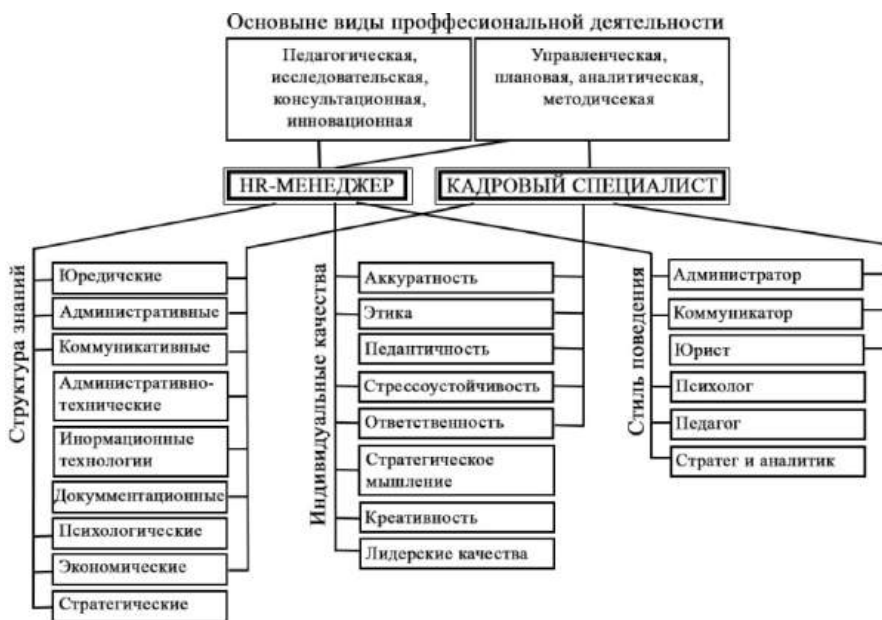 Основыне виды проффесиональной деятельности
Педагогическая,
исследовательская,
консультационная,
инновационная
Управленческая,
плановая, аналитическая,
методичсекая
HR-МЕНЕДЖЕР
КАДРОВЫЙ СПЕЦИАЛИСТ
Структура знаний
Юредичские
Административные
Коммуникативные
Административно-
технические
Инормационные
технологии
Докумментационные
Психологические
Экономические
Стратегические
Индивидуальные качества
Аккуратность
Этика
Педантичность
Стрессоустойчивость
Ответственность
Стратегическое
мышление
Креативность
Лидерские качества
Стиль поведения
Администратор
Коммуникатор
Юрист
Психолог
Педагог
Стратег и аналитик